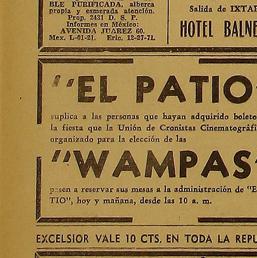 BLE PURIFICADA, alberca
propia y esmerada atención.
Prop. 2431 D. S. P.
Informes en México:
AVENIDA JUAREZ 60.
Mex. L-01-21. Eric. 12-27-71.
Salida de IXTAP
HOTEL BALNE
"EL PATIO
suplica a las personas que hayan adquirido boleto
la fiesta que la Unión de Cronistas Cinematográfi
organizado para la elección de las
"WAMPAS"
pasen a reservar sus mesas a la administración de "E
TIO", hoy y mañana, desde las 10 a. m.
EXCELSIOR VALE 10 CTS. EN TODA LA REPU